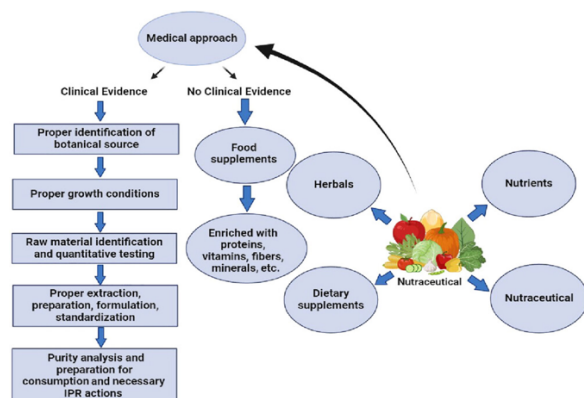 Medical approach
Clinical Evidence
No Clinical Evidence
Proper identification of
botanical source
Proper growth conditions
Raw material identification
and quantitative testing
Proper extraction,
preparation, formulation,
standardization
Purity analysis and
preparation for
consumption and necessary
IPR actions
Food
supplements
Enriched with
proteins,
vitamins, fibers,
minerals, etc.
Herbals
Nutrients
Dietary
supplements
Nutraceutical
Nutraceutical